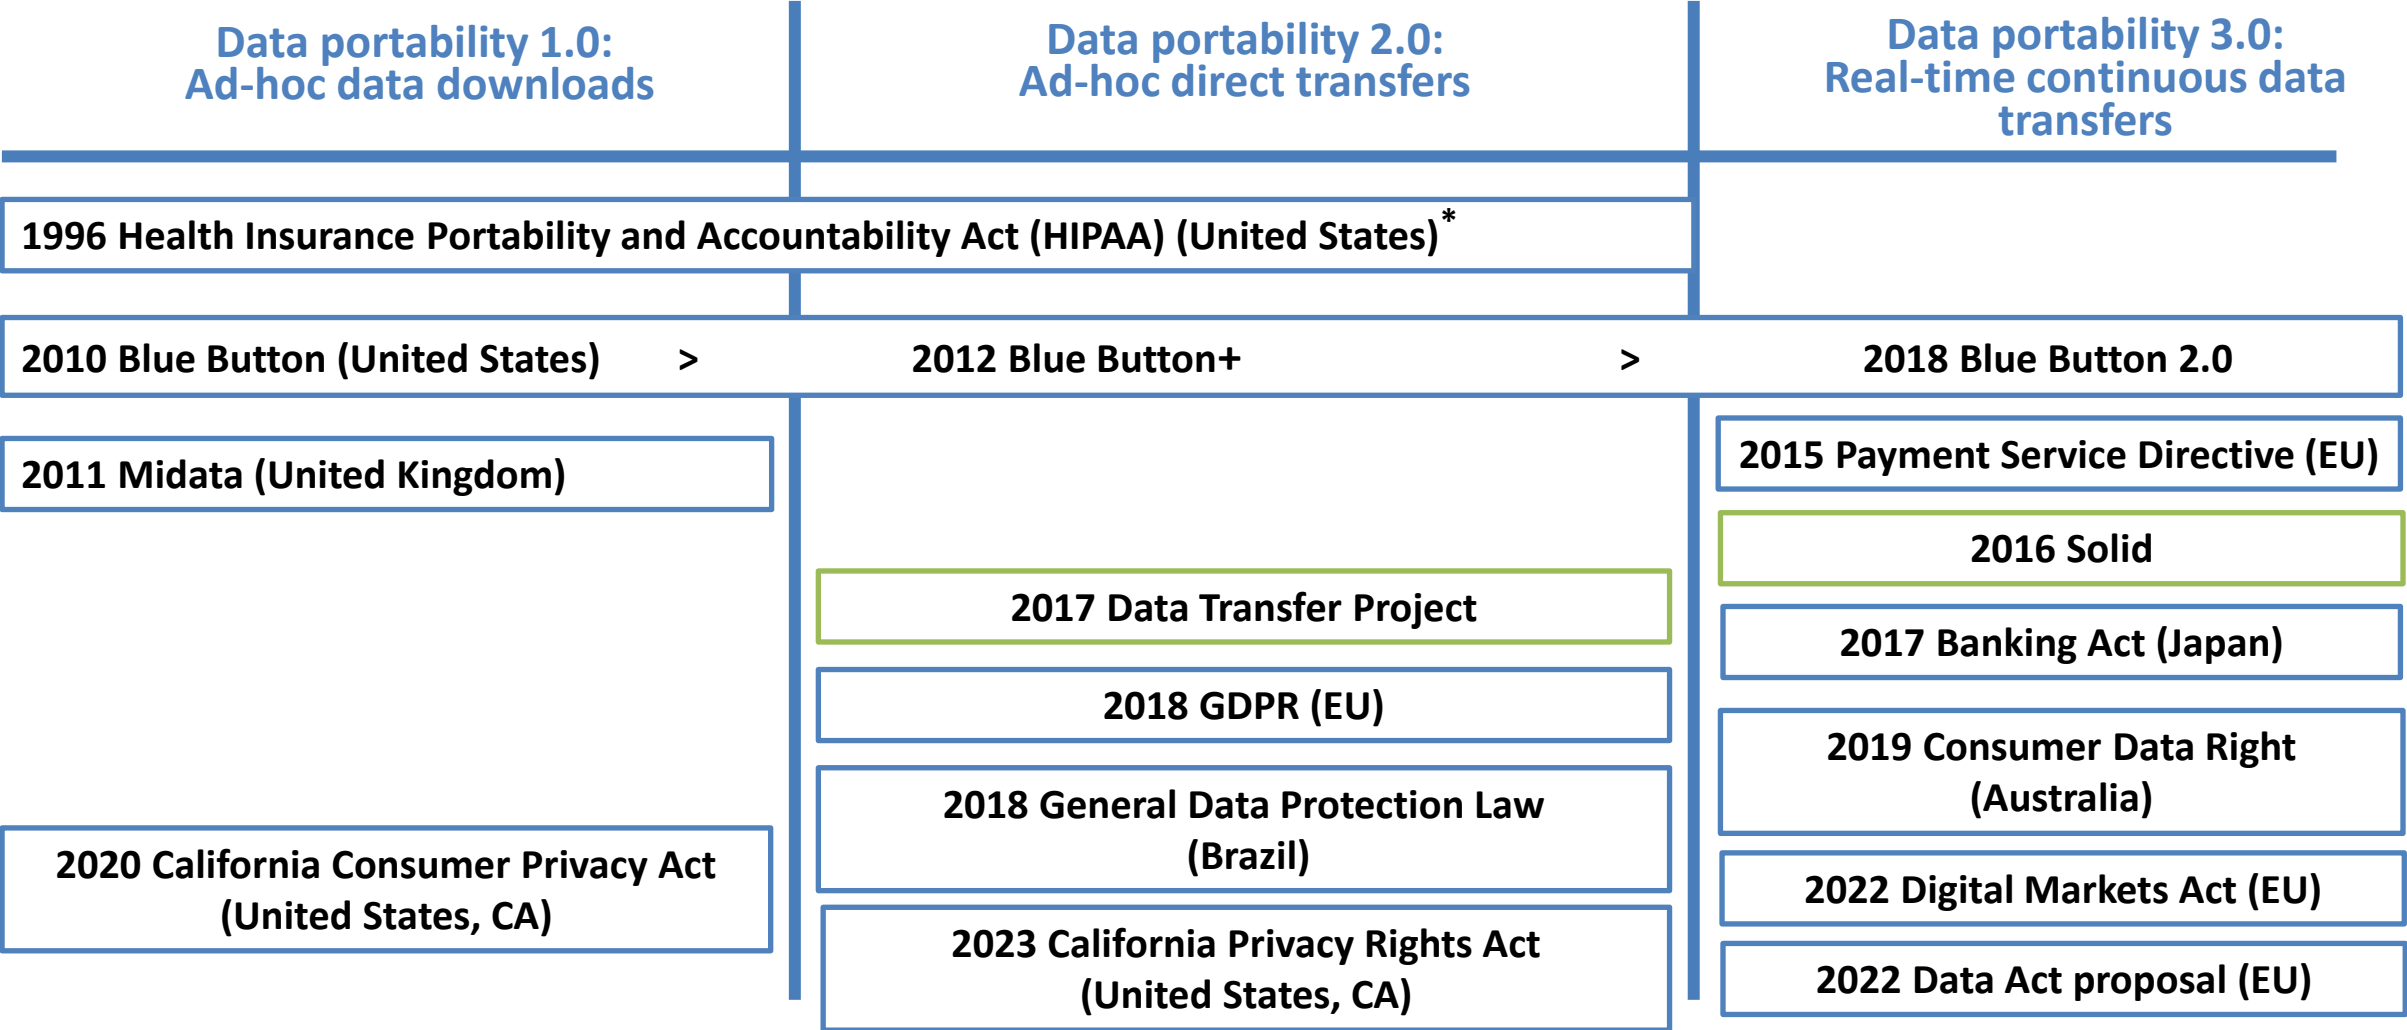 Data portability 1.0:
Ad-hoc data downloads
Data portability 2.0:
Ad-hoc direct transfers
Data portability 3.0:
Real-time continuous data
transfers
1996 Health Insurance Portability and Accountability Act (HIPAA) (United States)*
2010 Blue Button (United States) > 2012 Blue Button+ > 2018 Blue Button 2.0
2011 Midata (United Kingdom)
2020 California Consumer Privacy Act
(United States, CA)
2017 Data Transfer Project
2018 GDPR (EU)
2018 General Data Protection Law
(Brazil)
2023 California Privacy Rights Act
(United States, CA)
2015 Payment Service Directive (EU)
2016 Solid
2017 Banking Act (Japan)
2019 Consumer Data Right
(Australia)
2022 Digital Markets Act (EU)
2022 Data Act proposal (EU)